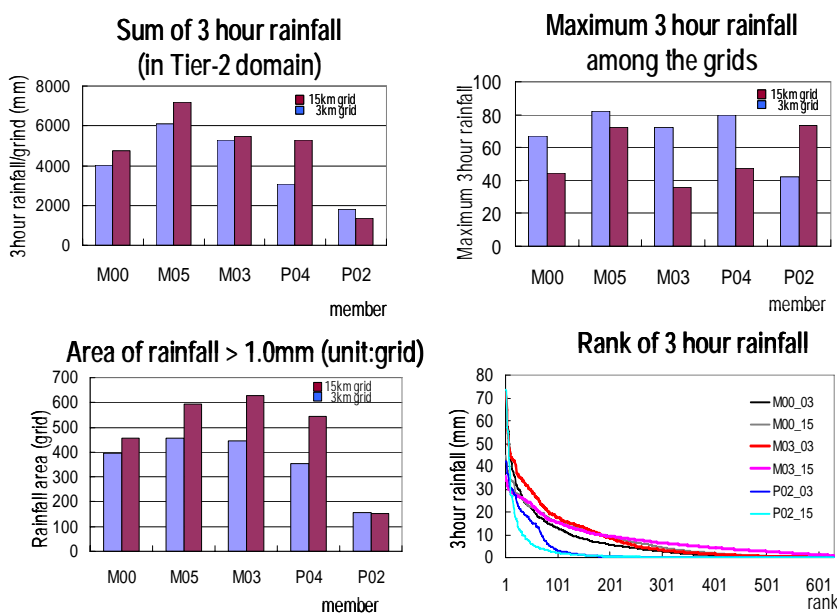 Sum of 3 hour rainfall
(in Tier-2 domain)
3hour rainfall/grind (mm)
8000
6000
4000
2000
0
15km grid
3km grid
M00 M05 M03 P04 P02
member
Maximum 3 hour rainfall
among the grids
Maximum 3hour rainfall
100
80
60
40
20
0
15km grid
3km grid
M00 M05 M03 P04 P02
member
Area of rainfall > 1.0mm (unit:grid)
Rainfall area (grid)
700
600
500
400
300
200
100
0
15km grid
3km grid
M00 M05 M03 P04 P02
member
Rank of 3 hour rainfall
3hour rainfall (mm)
80
70
60
50
40
30
20
10
0
M00_03
M00_15
M03_03
M03_15
P02_03
P02_15
1 101 201 301 401 501 601
rank